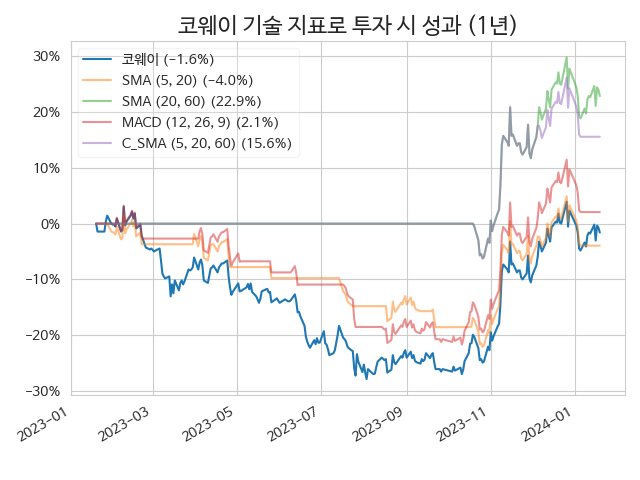 코웨이 기술 지표로 투자 시 성과 (1년)
코웨이 (−1.6%)
SMA (5, 20) (−4.0%)
SMA (20, 60) (22.9%)
MACD (12, 26, 9) (2.1%)
C_SMA (5, 20, 60) (15.6%)
30%
20%
10%
0%
−10%
−20%
−30%
2023−01
2023−03
2023−05
2023−07
2023−09
2023−11
2024−01